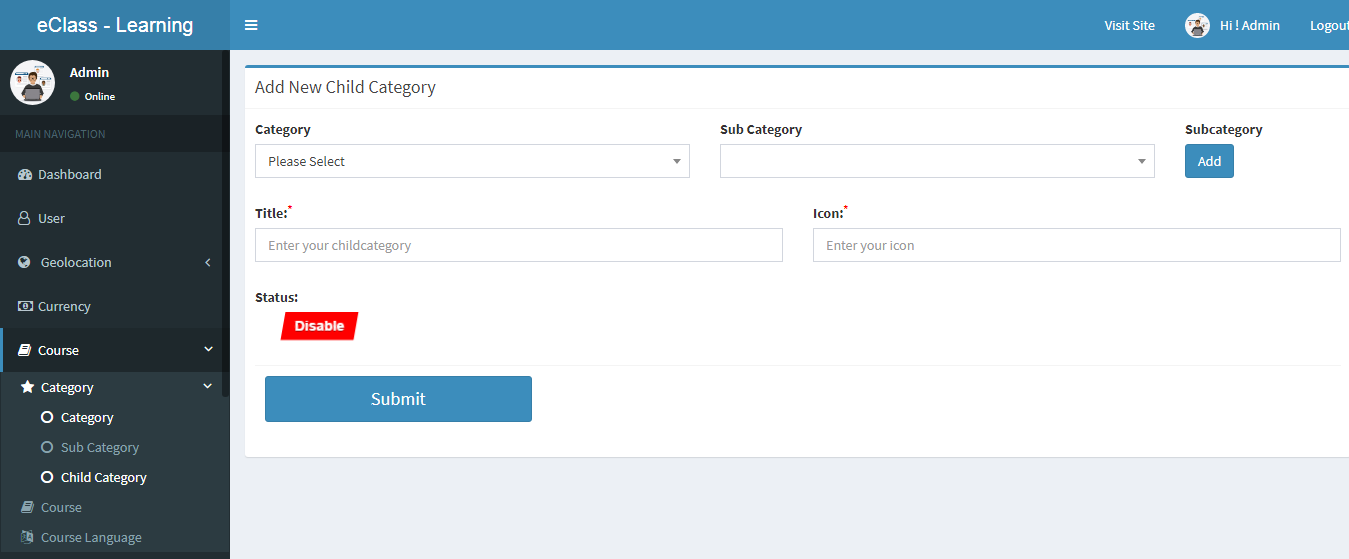 eClass - Learning
Visit Site
Hi ! Admin
Logout
Admin
Online
MAIN NAVIGATION
Dashboard
User
Geolocation
Currency
Course
Category
Category
Sub Category
Child Category
Course
Course Language
Add New Child Category
Category
Sub Category
Subcategory
Please Select
Add
Title:*
Icon:*
Enter your childcategory
Enter your icon
Status:
Disable
Submit